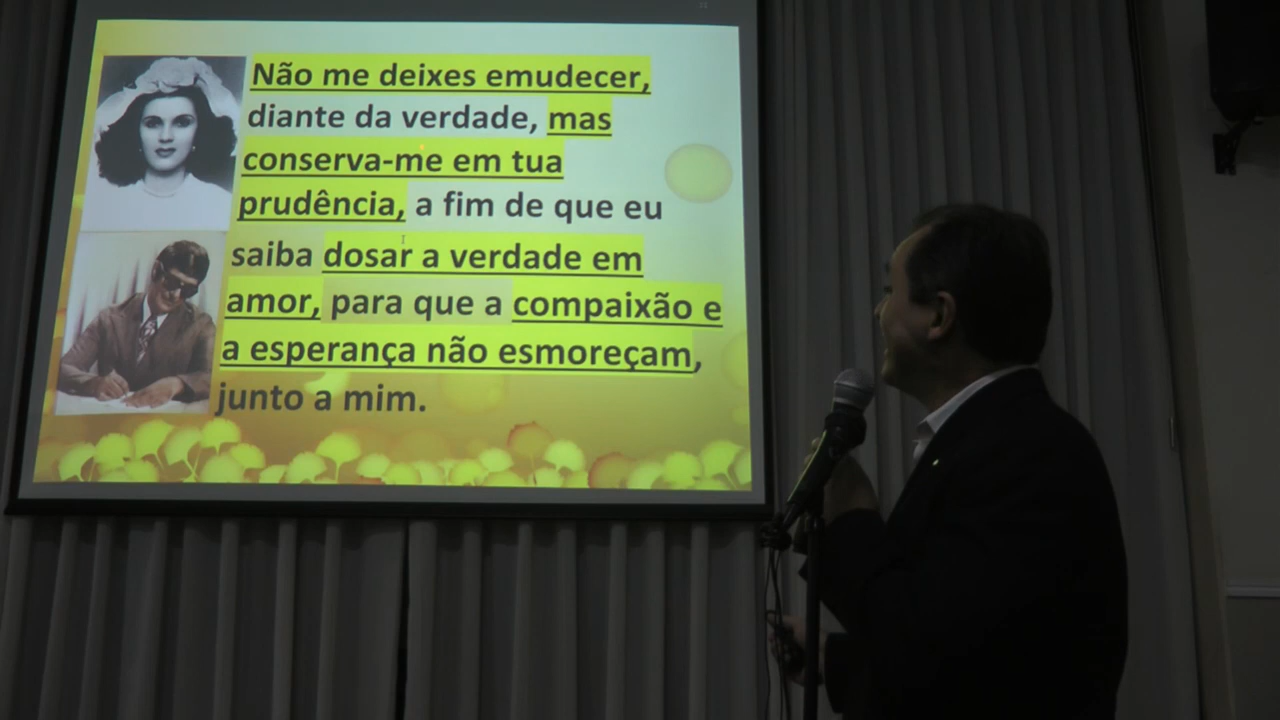 Não me deixes emudecer,
diante da verdade, mas
conserva-me em tua
prudência, a fim de que eu
saiba dosar a verdade em
amor, para que a compaixão e
a esperança não esmoreçam,
junto a mim.